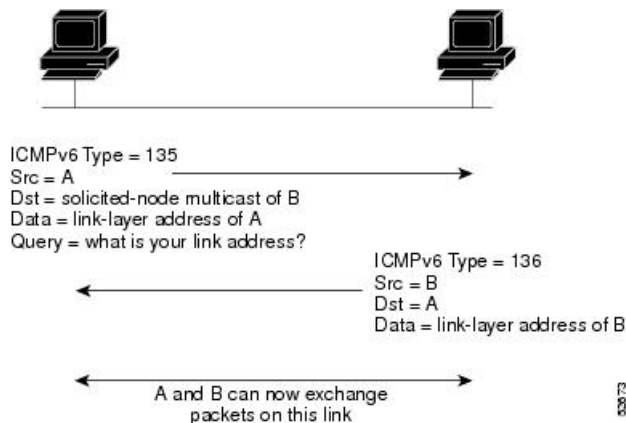 ICMPv6 Type = 135
Src = A
Dst = solicited-node multicast of B
Data = link-layer address of A
Query = what is your link address?
ICMPv6 Type = 136
Src = B
Dst = A
Data = link-layer address of B
A and B can now exchange
packets on this link
52673